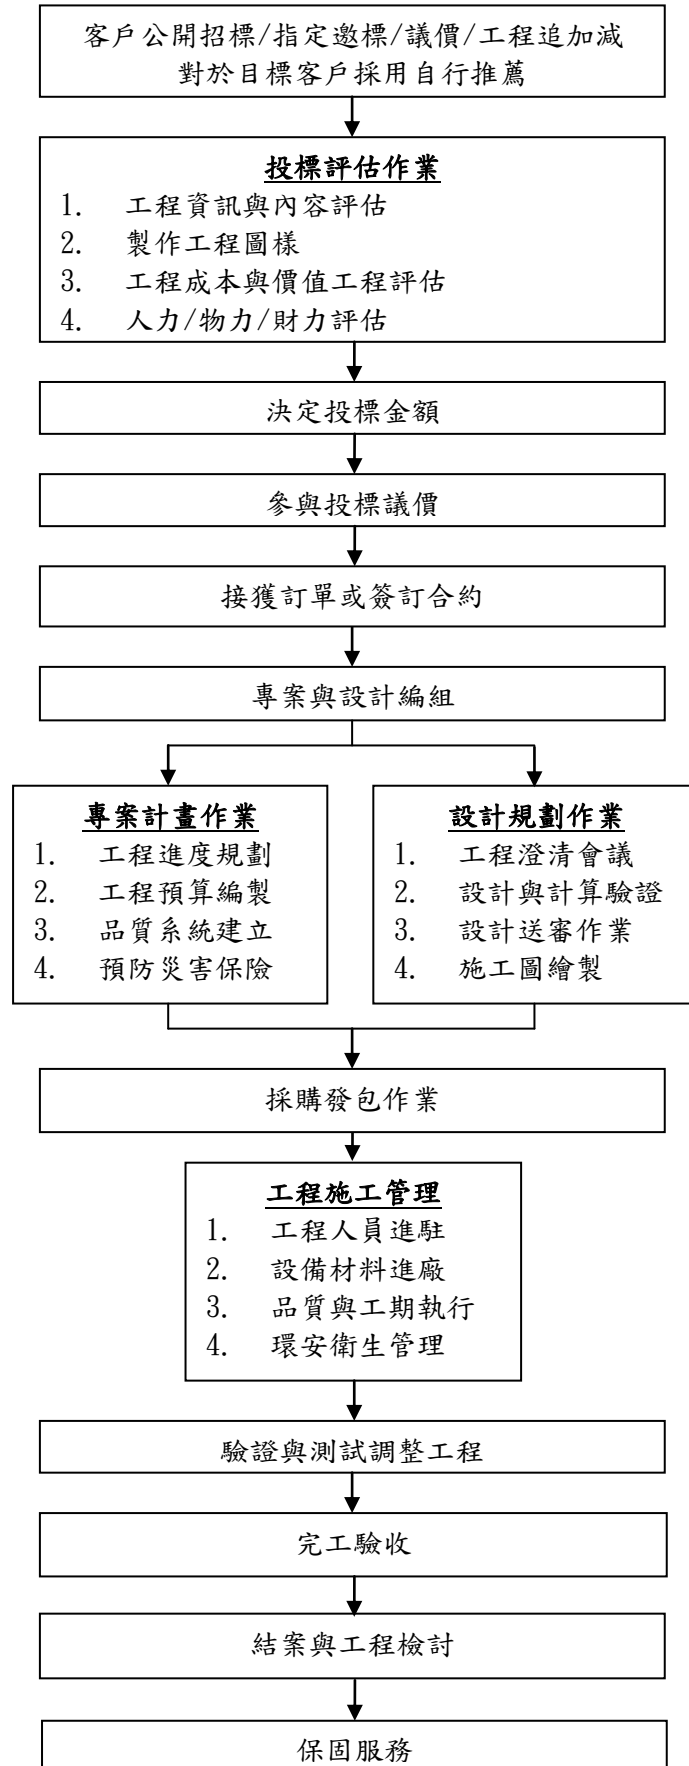 客戶公開招標/指定邀標/議價/工程追加減
對於目標客戶採用自行推薦
投標評估作業
1. 工程資訊與內容評估
2. 製作工程圖樣
3. 工程成本與價值工程評估
4. 人力/物力/財力評估
決定投標金額
參與投標議價
接獲訂單或簽訂合約
專案與設計編組
專案計畫作業
1. 工程進度規劃
2. 工程預算編製
3. 品質系統建立
4. 預防災害保險
設計規劃作業
1. 工程澄清會議
2. 設計與計算驗證
3. 設計送審作業
4. 施工圖繪製
採購發包作業
工程施工管理
1. 工程人員進駐
2. 設備材料進廠
3. 品質與工期執行
4. 環安衛生管理
驗證與測試調整工程
完工驗收
結案與工程檢討
保固服務